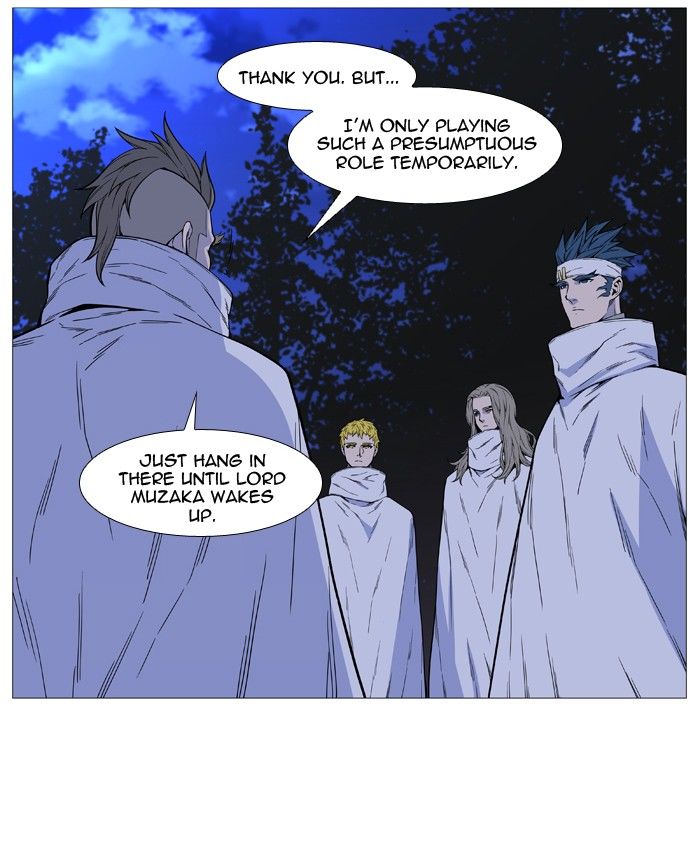 THANK YOU. BUT...
I'M ONLY PLAYING
SUCH A PRESUMPTUOUS
ROLE TEMPORARILY.
JUST HANG IN
THERE UNTIL LORD
MUZAKA WAKES
UP.